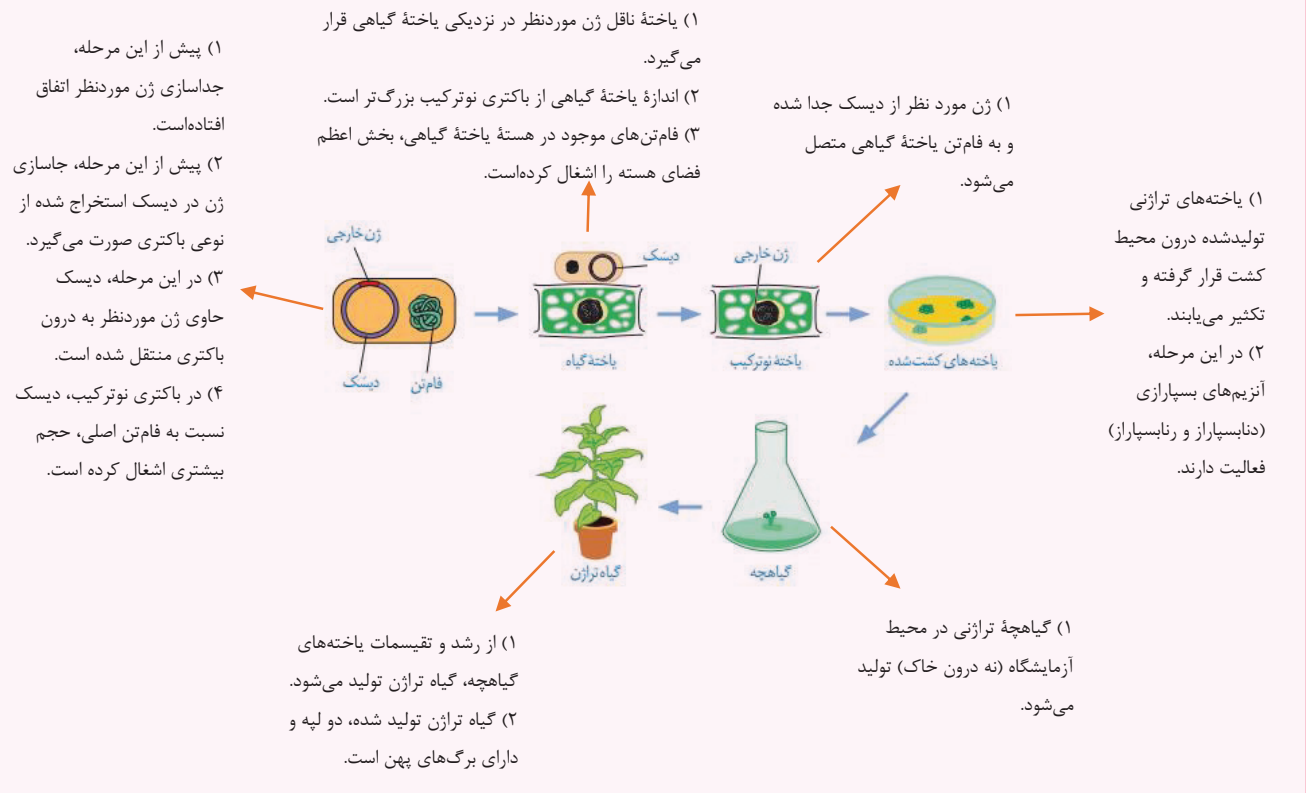 ۱) پیش از این مرحله،
جداسازی ژن موردنظر اتفاق
افتاده‌است.
۲) پیش از این مرحله، جاسازی
ژن در دیسک استخراج شده از
نوعی باکتری صورت می‌گیرد.
۳) در این مرحله، دیسک
حاوی ژن موردنظر به درون
باکتری منتقل شده است.
۴) در باکتری نوترکیب، دیسک
نسبت به فام‌تن اصلی، حجم
بیشتری اشغال کرده است.
۱) یاختهٔ ناقل ژن موردنظر در نزدیکی یاختهٔ گیاهی قرار
می‌گیرد.
۲) اندازهٔ یاختهٔ گیاهی از باکتری نوترکیب بزرگ‌تر است.
۳) فام‌تن‌های موجود در هستهٔ یاختهٔ گیاهی، بخش اعظم
فضای هسته را اشغال کرده‌است.
۱) ژن مورد نظر از دیسک جدا شده
و به فام‌تن یاختهٔ گیاهی متصل
می‌شود.
۱) یاخته‌های تراژنی
تولیدشده درون محیط
کشت قرار گرفته و
تکثیر می‌یابند.
۲) در این مرحله،
آنزیم‌های بسپارازی
(دنابسپاراز و رنابسپاراز)
فعالیت دارند.
ژن خارجی
دیسک
فام‌تن
دیسک
یاختهٔ گیاه
ژن خارجی
یاختهٔ نوترکیب
یاخته‌های کشت‌شده
گیاهچه
گیاه تراژن
۱) گیاهچهٔ تراژنی در محیط
آزمایشگاه (نه درون خاک) تولید
می‌شود.
۱) از رشد و تقیسمات یاخته‌های
گیاهچه، گیاه تراژن تولید می‌شود.
۲) گیاه تراژن تولید شده، دو لپه و
دارای برگ‌های پهن است.